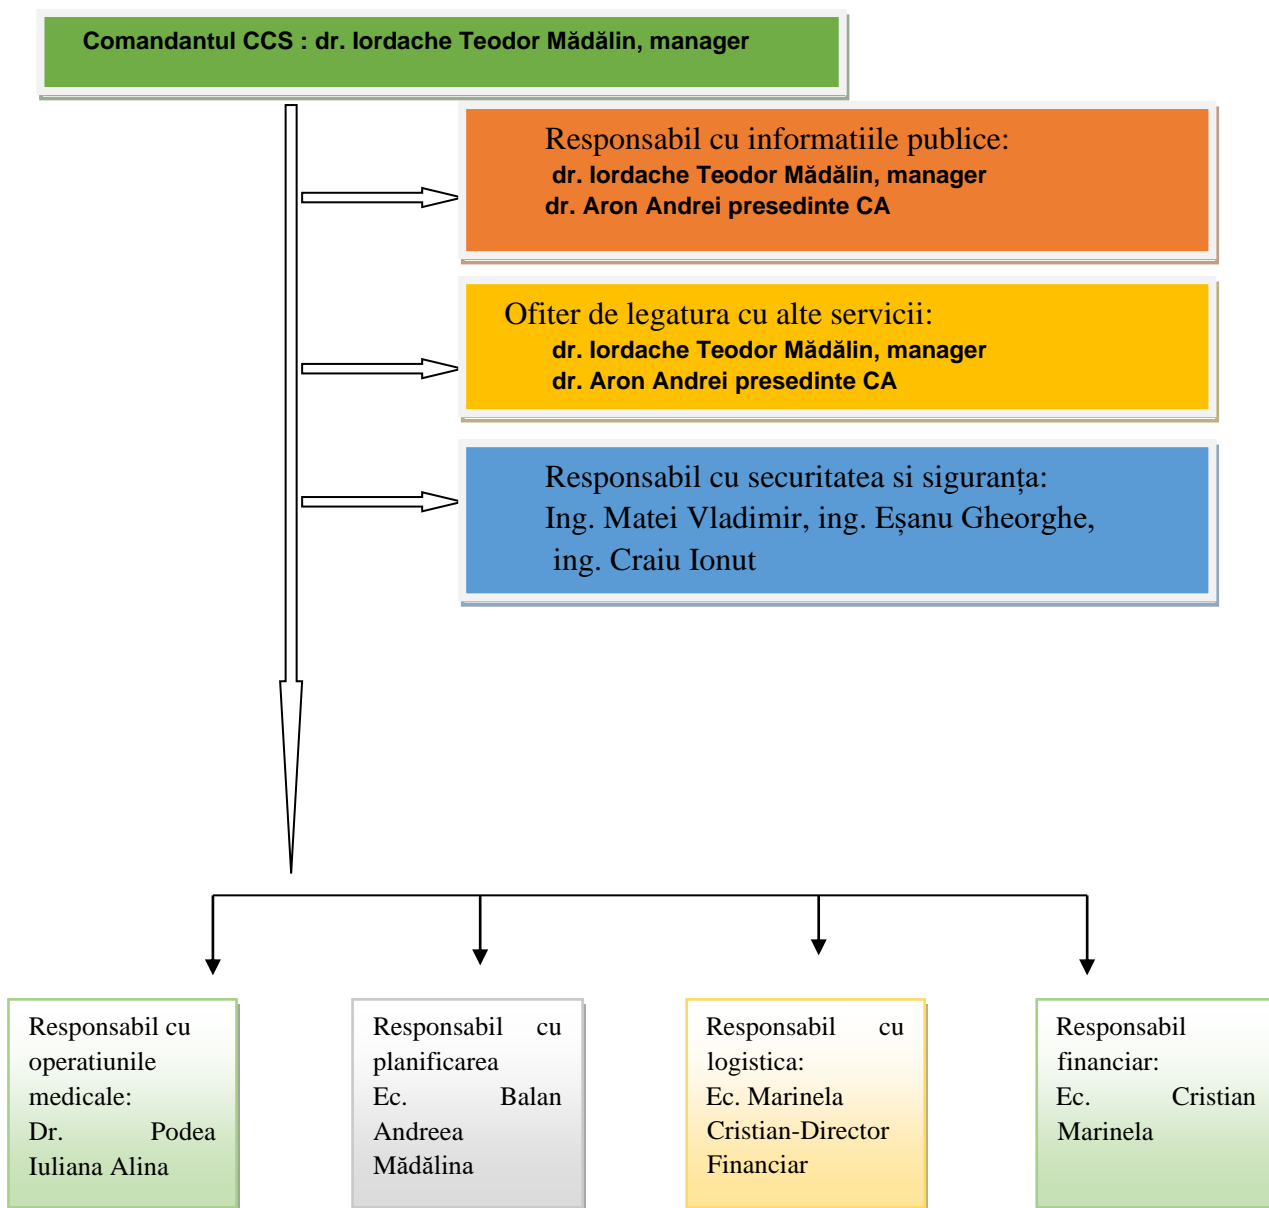 Comandantul CCS : dr. Iordache Teodor Mădălin, manager
Responsabil cu informatiile publice:
dr. Iordache Teodor Mădălin, manager
dr. Aron Andrei presedinte CA
Ofiter de legatura cu alte servicii:
dr. Iordache Teodor Mădălin, manager
dr. Aron Andrei presedinte CA
Responsabil cu securitatea si siguranța:
Ing. Matei Vladimir, ing. Eșanu Gheorghe,
ing. Craiu Ionut
Responsabil cu
operatiunile
medicale:
Dr. Podea
Iuliana Alina
Responsabil cu
planificarea
Ec. Balan
Andreea
Mădălina
Responsabil cu
logistica:
Ec. Marinela
Cristian-Director
Financiar
Responsabil
financiar:
Ec. Cristian
Marinela